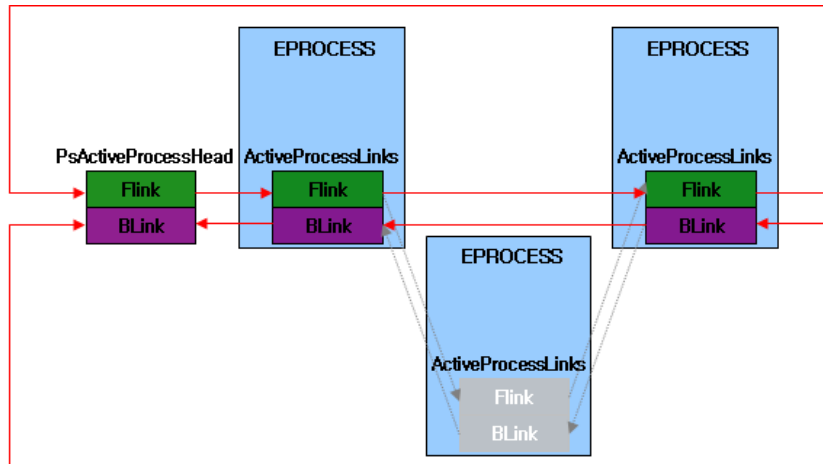 EPROCESS
EPROCESS
PsActiveProcessHead
ActiveProcessLinks
ActiveProcessLinks
Flink
Flink
Flink
BLink
BLink
BLink
EPROCESS
ActiveProcessLinks
Flink
BLink